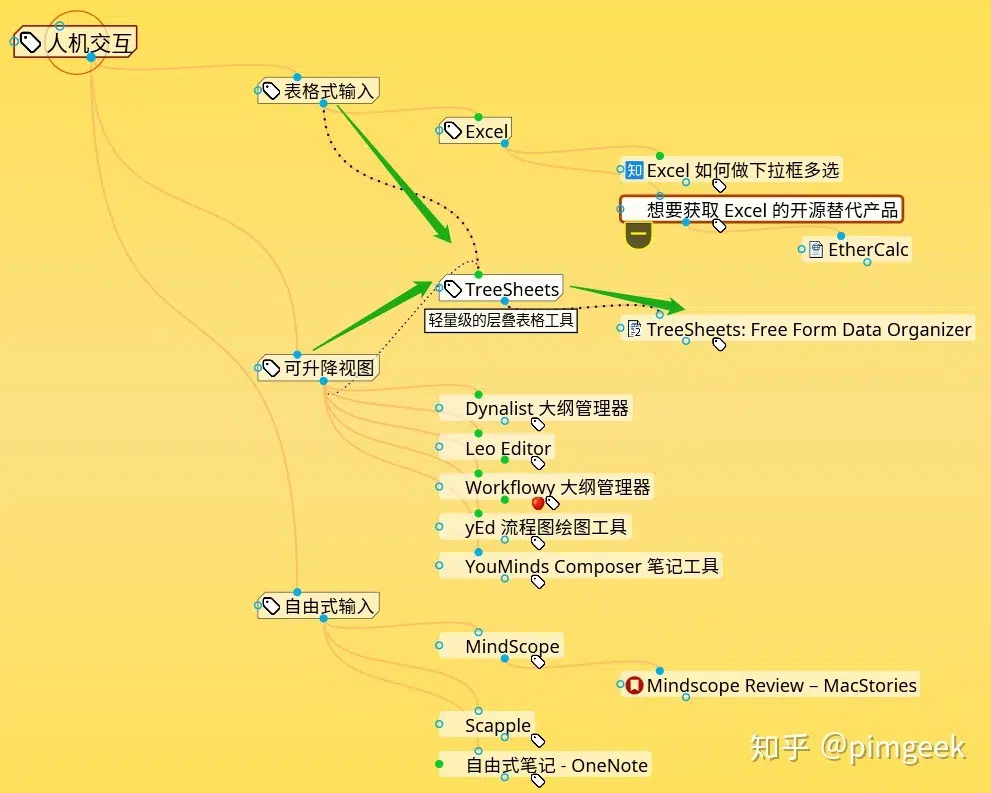 人机交互
表格式输入
Excel
知 Excel 如何做下拉框多选
想要获取 Excel 的开源替代产品
EtherCalc
TreeSheets
轻量级的层叠表格工具
TreeSheets: Free Form Data Organizer
可升降视图
Dynalist 大纲管理器
Leo Editor
Workflowy 大纲管理器
yEd 流程图绘图工具
YouMinds Composer 笔记工具
自由式输入
MindScope
Mindscope Review – MacStories
Scapple
自由式笔记 - OneNote
知乎 @pimgeek